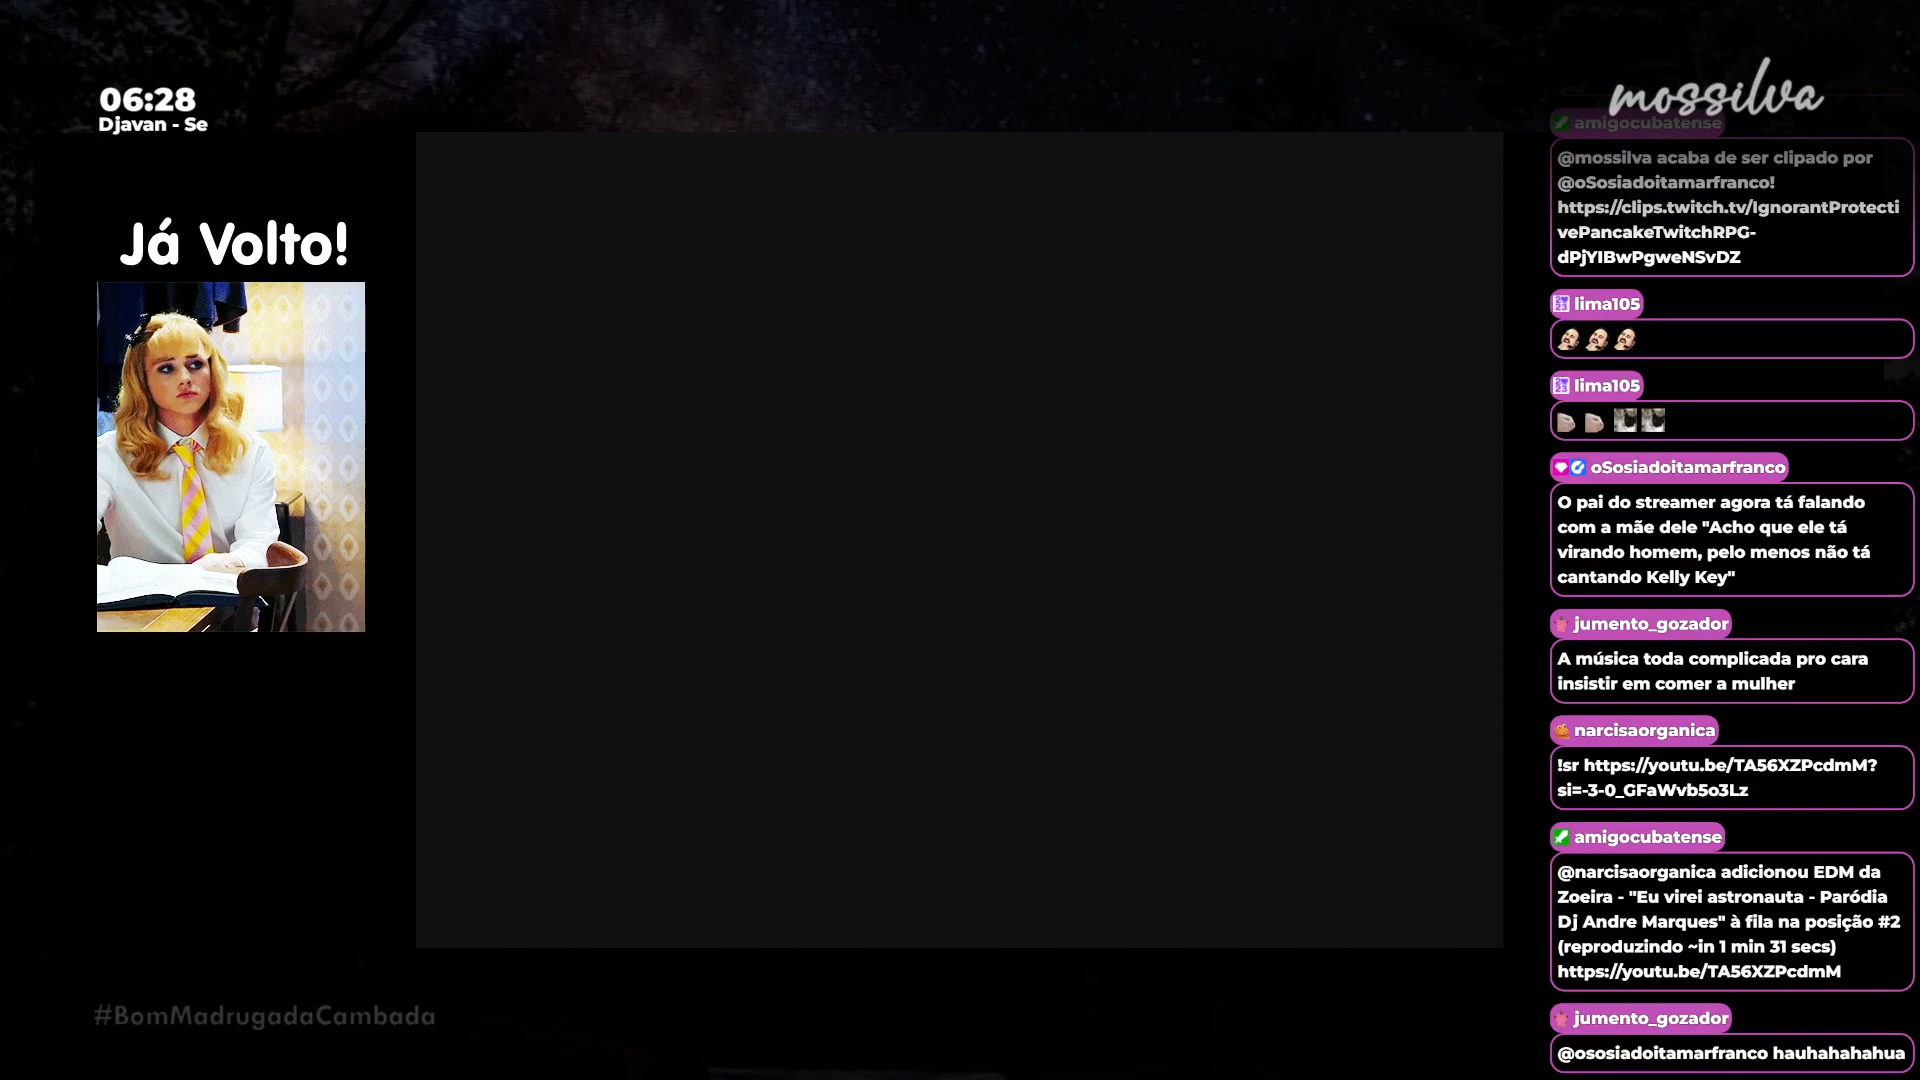 06:28
Djavan - Se
Já Volto!
#BomMadrugadaCambada
mossilva
amigocubatense
@mossilva acaba de ser clipado por
@oSosiadoitamarfranco!
https://clips.twitch.tv/IgnorantProtecti
vePancakeTwitchRPG-
dPjYIBwPgweNSvDZ
lima105
lima105
oSosiadoitamarfranco
O pai do streamer agora tá falando
com a mãe dele "Acho que ele tá
virando homem, pelo menos não tá
cantando Kelly Key"
jumento_gozador
A música toda complicada pro cara
insistir em comer a mulher
narcisaorganica
!sr https://youtu.be/TA56XZPcdmM?
si=-3-0_GFaWvb5o3Lz
amigocubatense
@narcisaorganica adicionou EDM da
Zoeira - "Eu virei astronauta - Paródia
Dj Andre Marques" à fila na posição #2
(reproduzindo ~in 1 min 31 secs)
https://youtu.be/TA56XZPcdmM
jumento_gozador
@ososiadoitamarfranco hauhahahahua